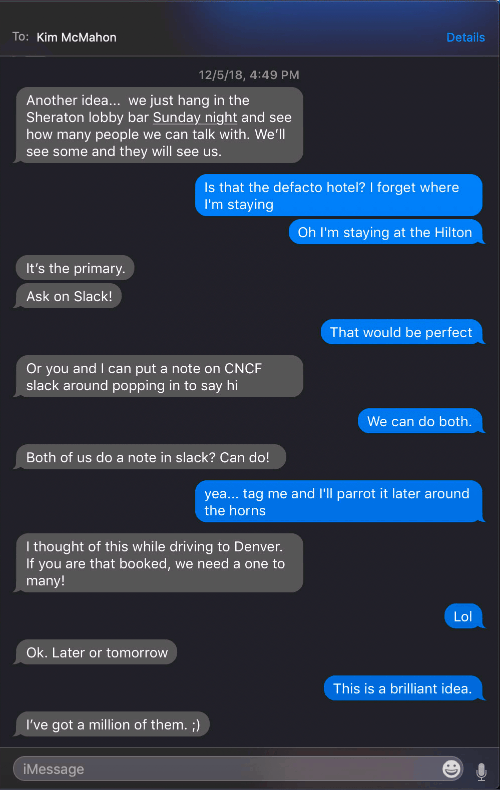 To: Kim McMahon
Details
12/5/18, 4:49 PM
Another idea... we just hang in the
Sheraton lobby bar Sunday night and see
how many people we can talk with. We'll
see some and they will see us.
Is that the defacto hotel? I forget where
I'm staying
Oh I'm staying at the Hilton
It's the primary.
Ask on Slack!
That would be perfect
Or you and I can put a note on CNCF
slack around popping in to say hi
We can do both.
Both of us do a note in slack? Can do!
yea... tag me and I'll parrot it later around
the horns
I thought of this while driving to Denver.
If you are that booked, we need a one to
many!
Lol
Ok. Later or tomorrow
This is a brilliant idea.
I've got a million of them. ;)
iMessage